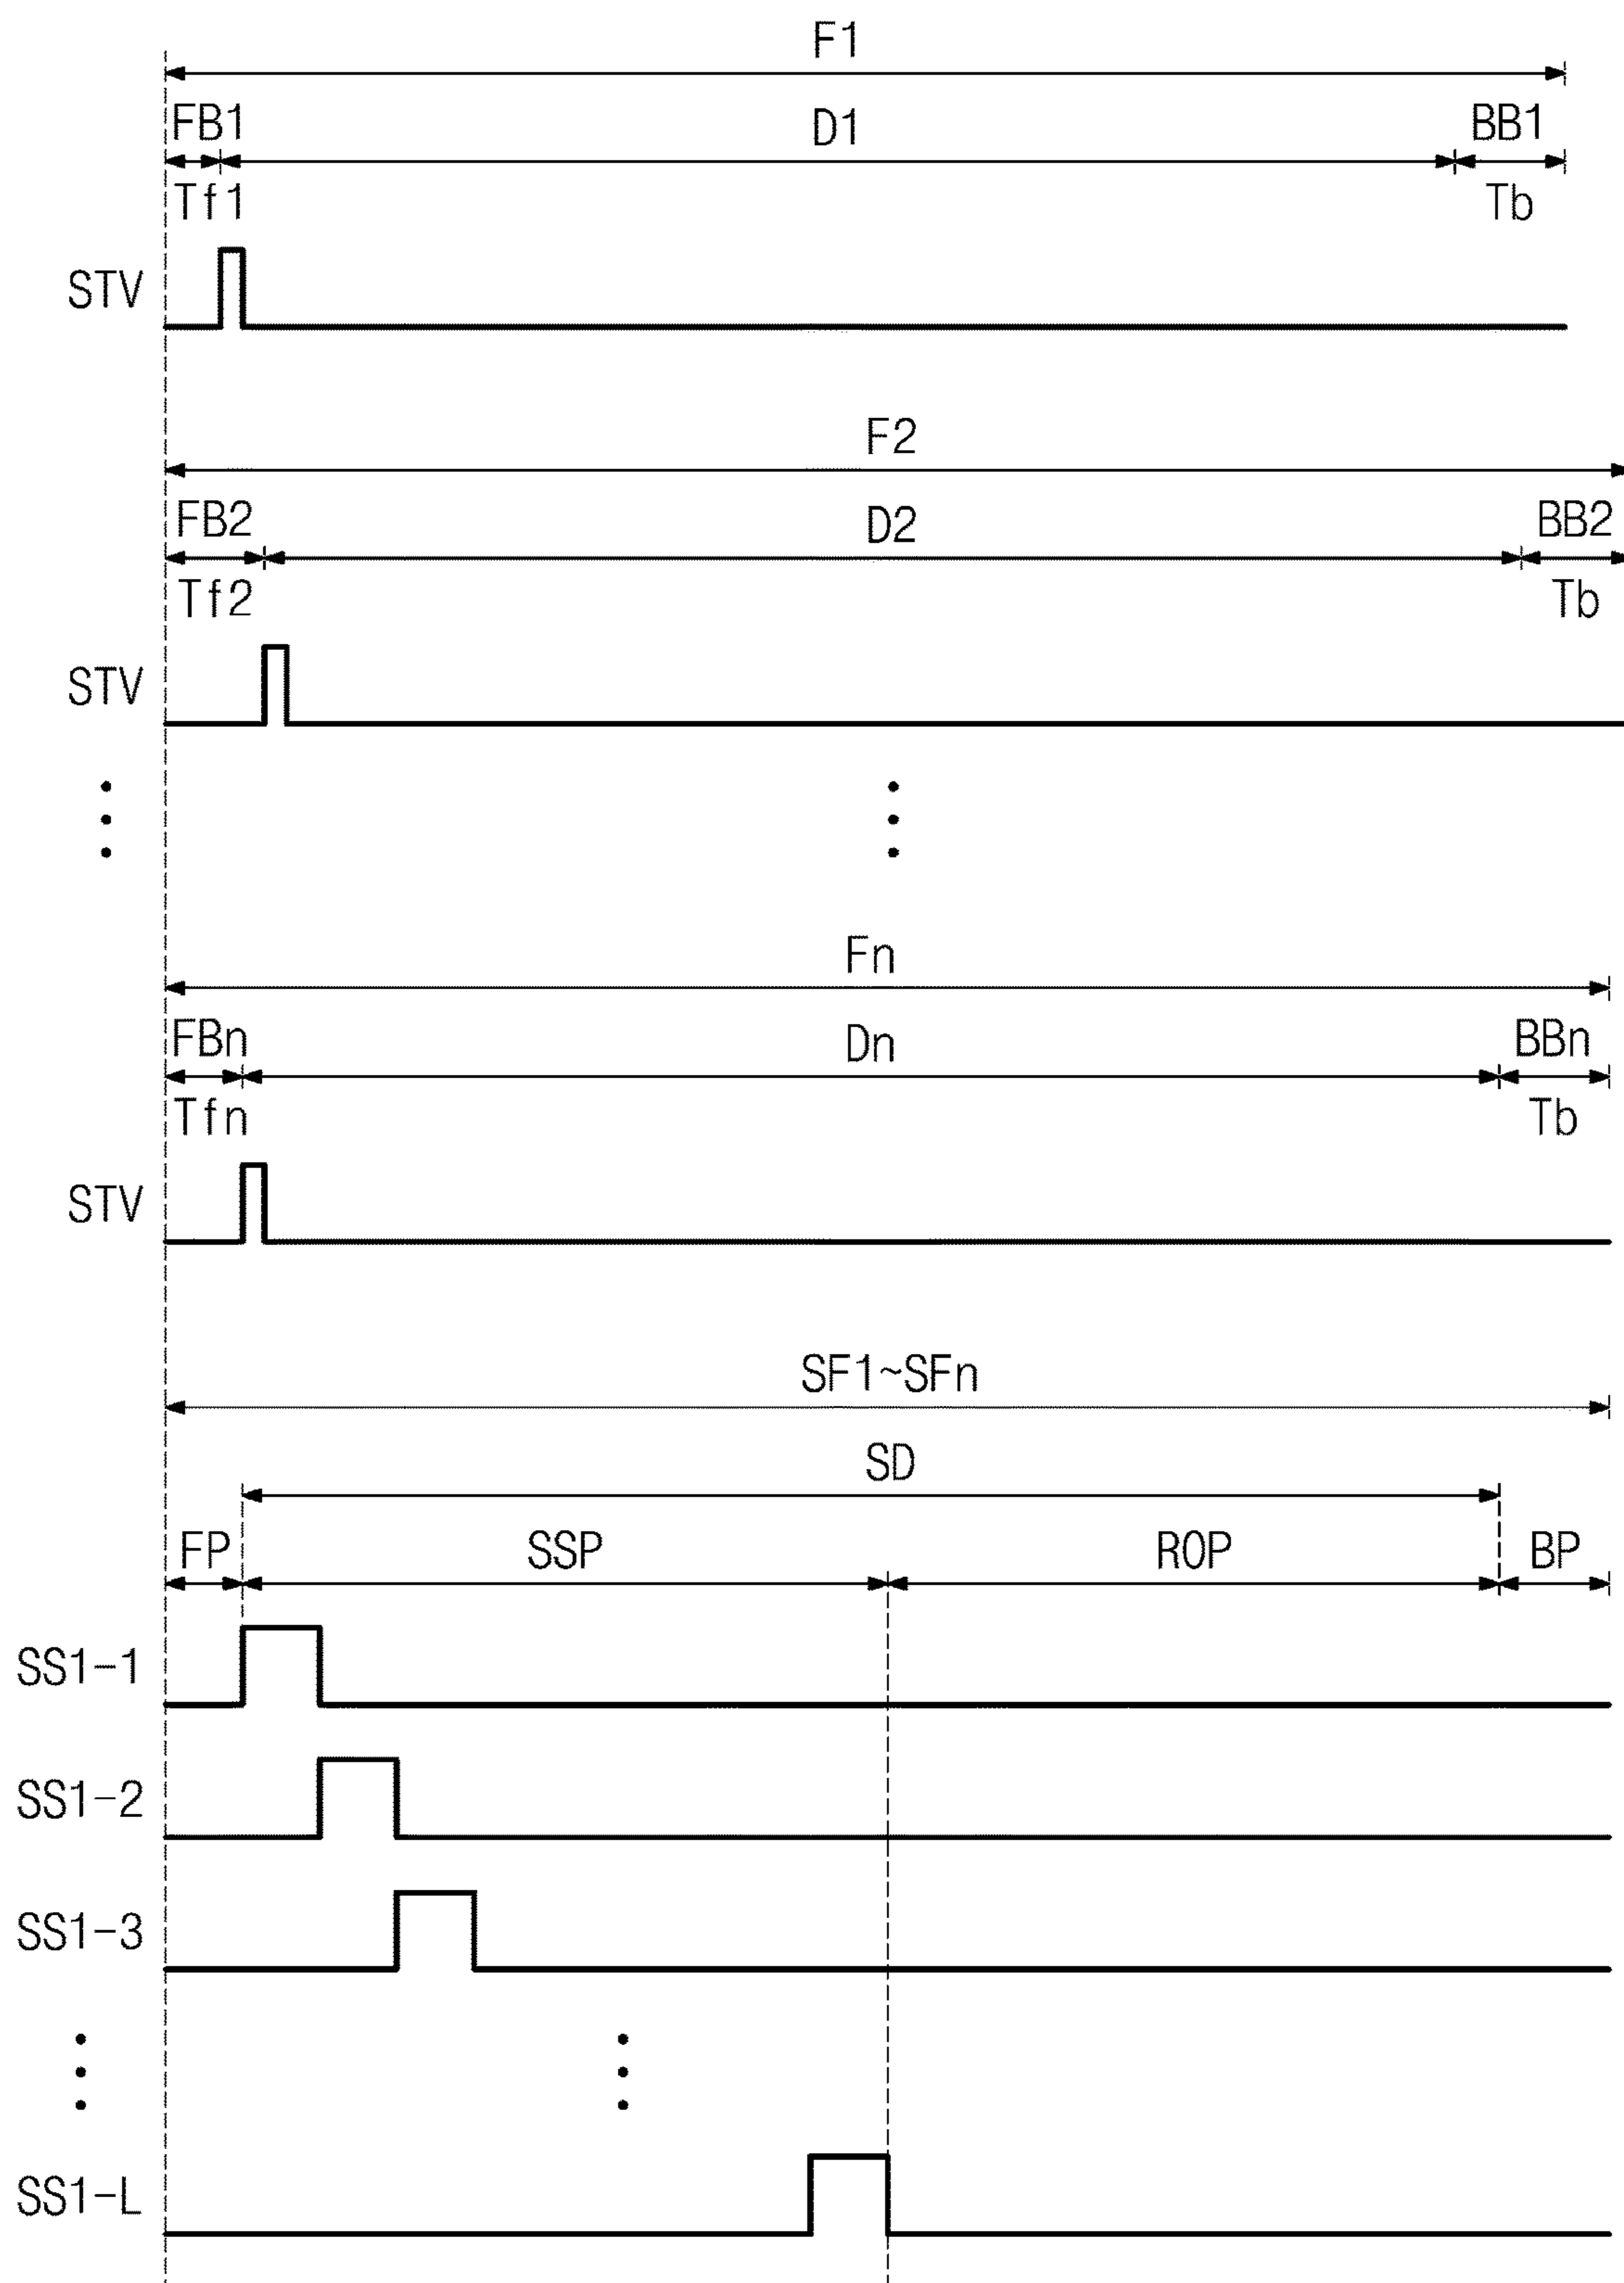 F1
FB1 D1 BB1
Tf1 Tb
STV
F2
FB2 D2 BB2
Tf2 Tb
STV
Fn
FBn Dn BBn
Tfn Tb
STV
SF1~SFn
SD
FP SSP ROP BP
SS1-1
SS1-2
SS1-3
SS1-L